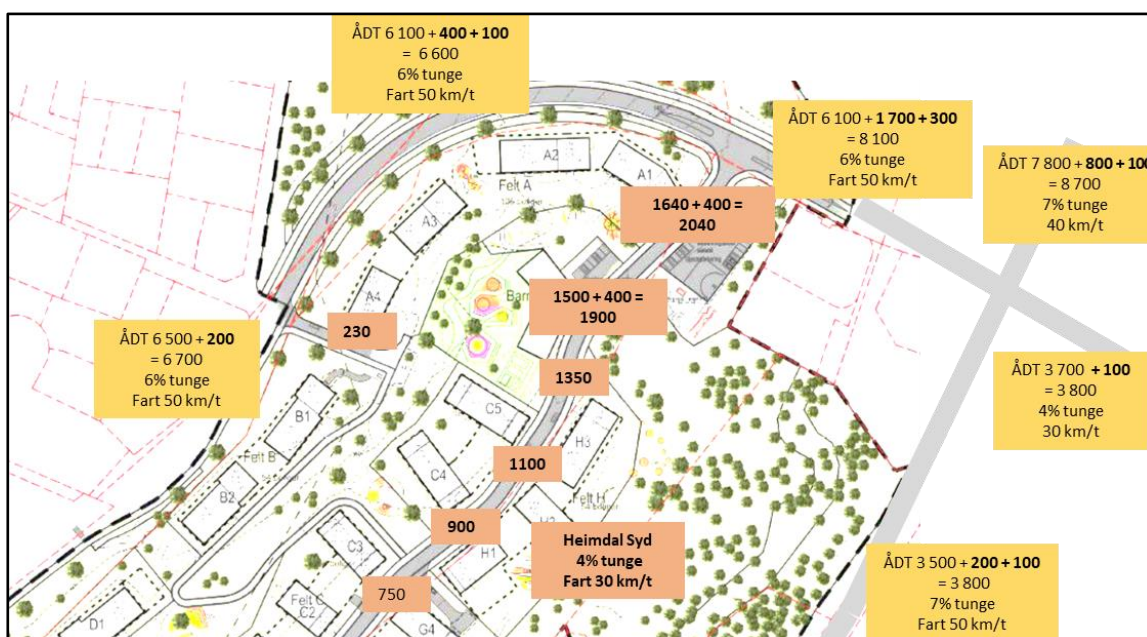 ÅDT 6 100 + 400 + 100
= 6 600
6% tunge
Fart 50 km/t
ÅDT 6 100 + 1 700 + 300
= 8 100
6% tunge
Fart 50 km/t
ÅDT 7 800 + 800 + 100
= 8 700
7% tunge
40 km/t
A2
A1
Felt A
A3
1640 + 400 =
2040
A4
Barn
1500 + 400 =
1900
230
ÅDT 6 500 + 200
= 6 700
6% tunge
Fart 50 km/t
1350
ÅDT 3 700 + 100
= 3 800
4% tunge
30 km/t
B1
C5
H3
Felt B
B2
C4
1100
Felt H
900
H2
C3
H1
Heimdal Syd
4% tunge
Fart 30 km/t
ÅDT 3 500 + 200 + 100
= 3 800
7% tunge
Fart 50 km/t
750
Felt C
C2
D1
G4